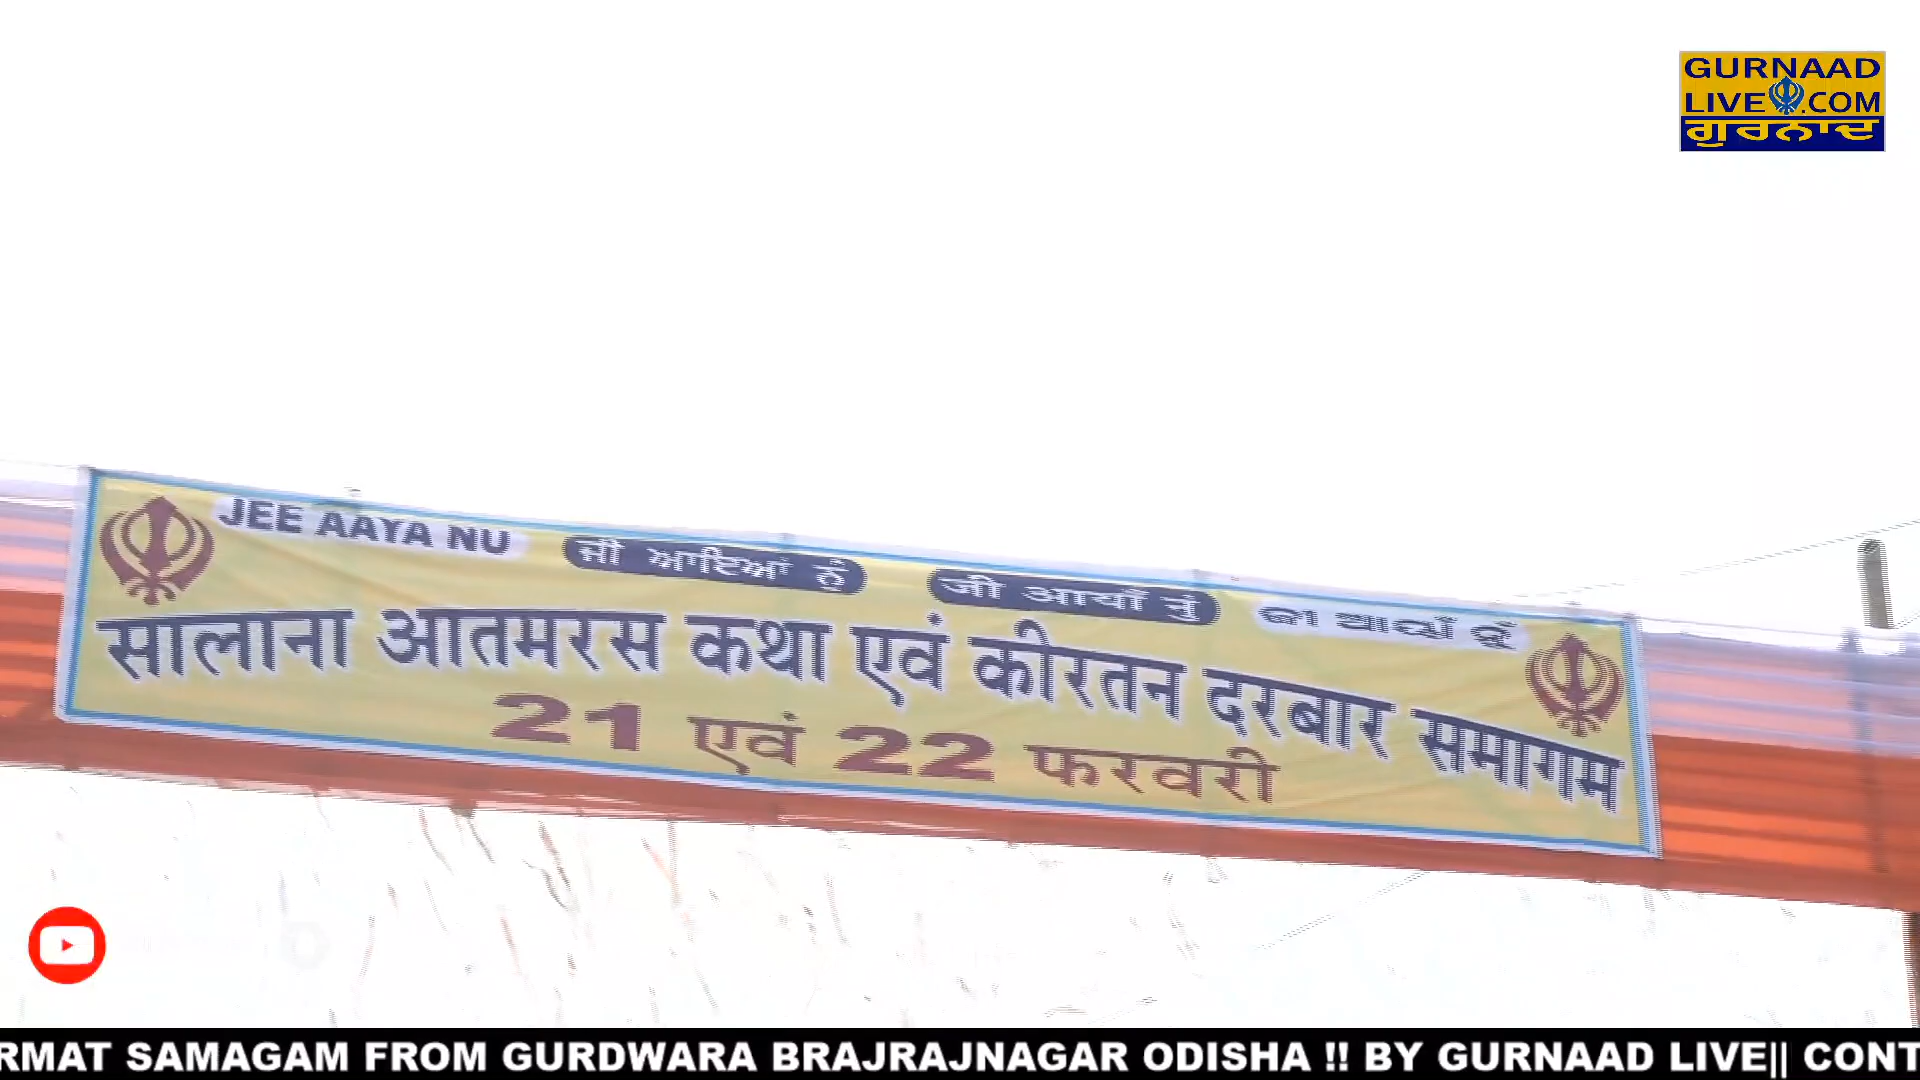 GURNAAD
LIVE.COM
ਗੁਰਨਾਦ
JEE AAYA NU ਜੀ ਆਇਆਂ ਨੂੰ जी आयाँ नुं ଜୀ ଆୟାଁ ନୁଁ
सालाना आतमरस कथा एवं कीरतन दरबार समागम
21 एवं 22 फरवरी
RMAT SAMAGAM FROM GURDWARA BRAJRAJNAGAR ODISHA !! BY GURNAAD LIVE|| CONT